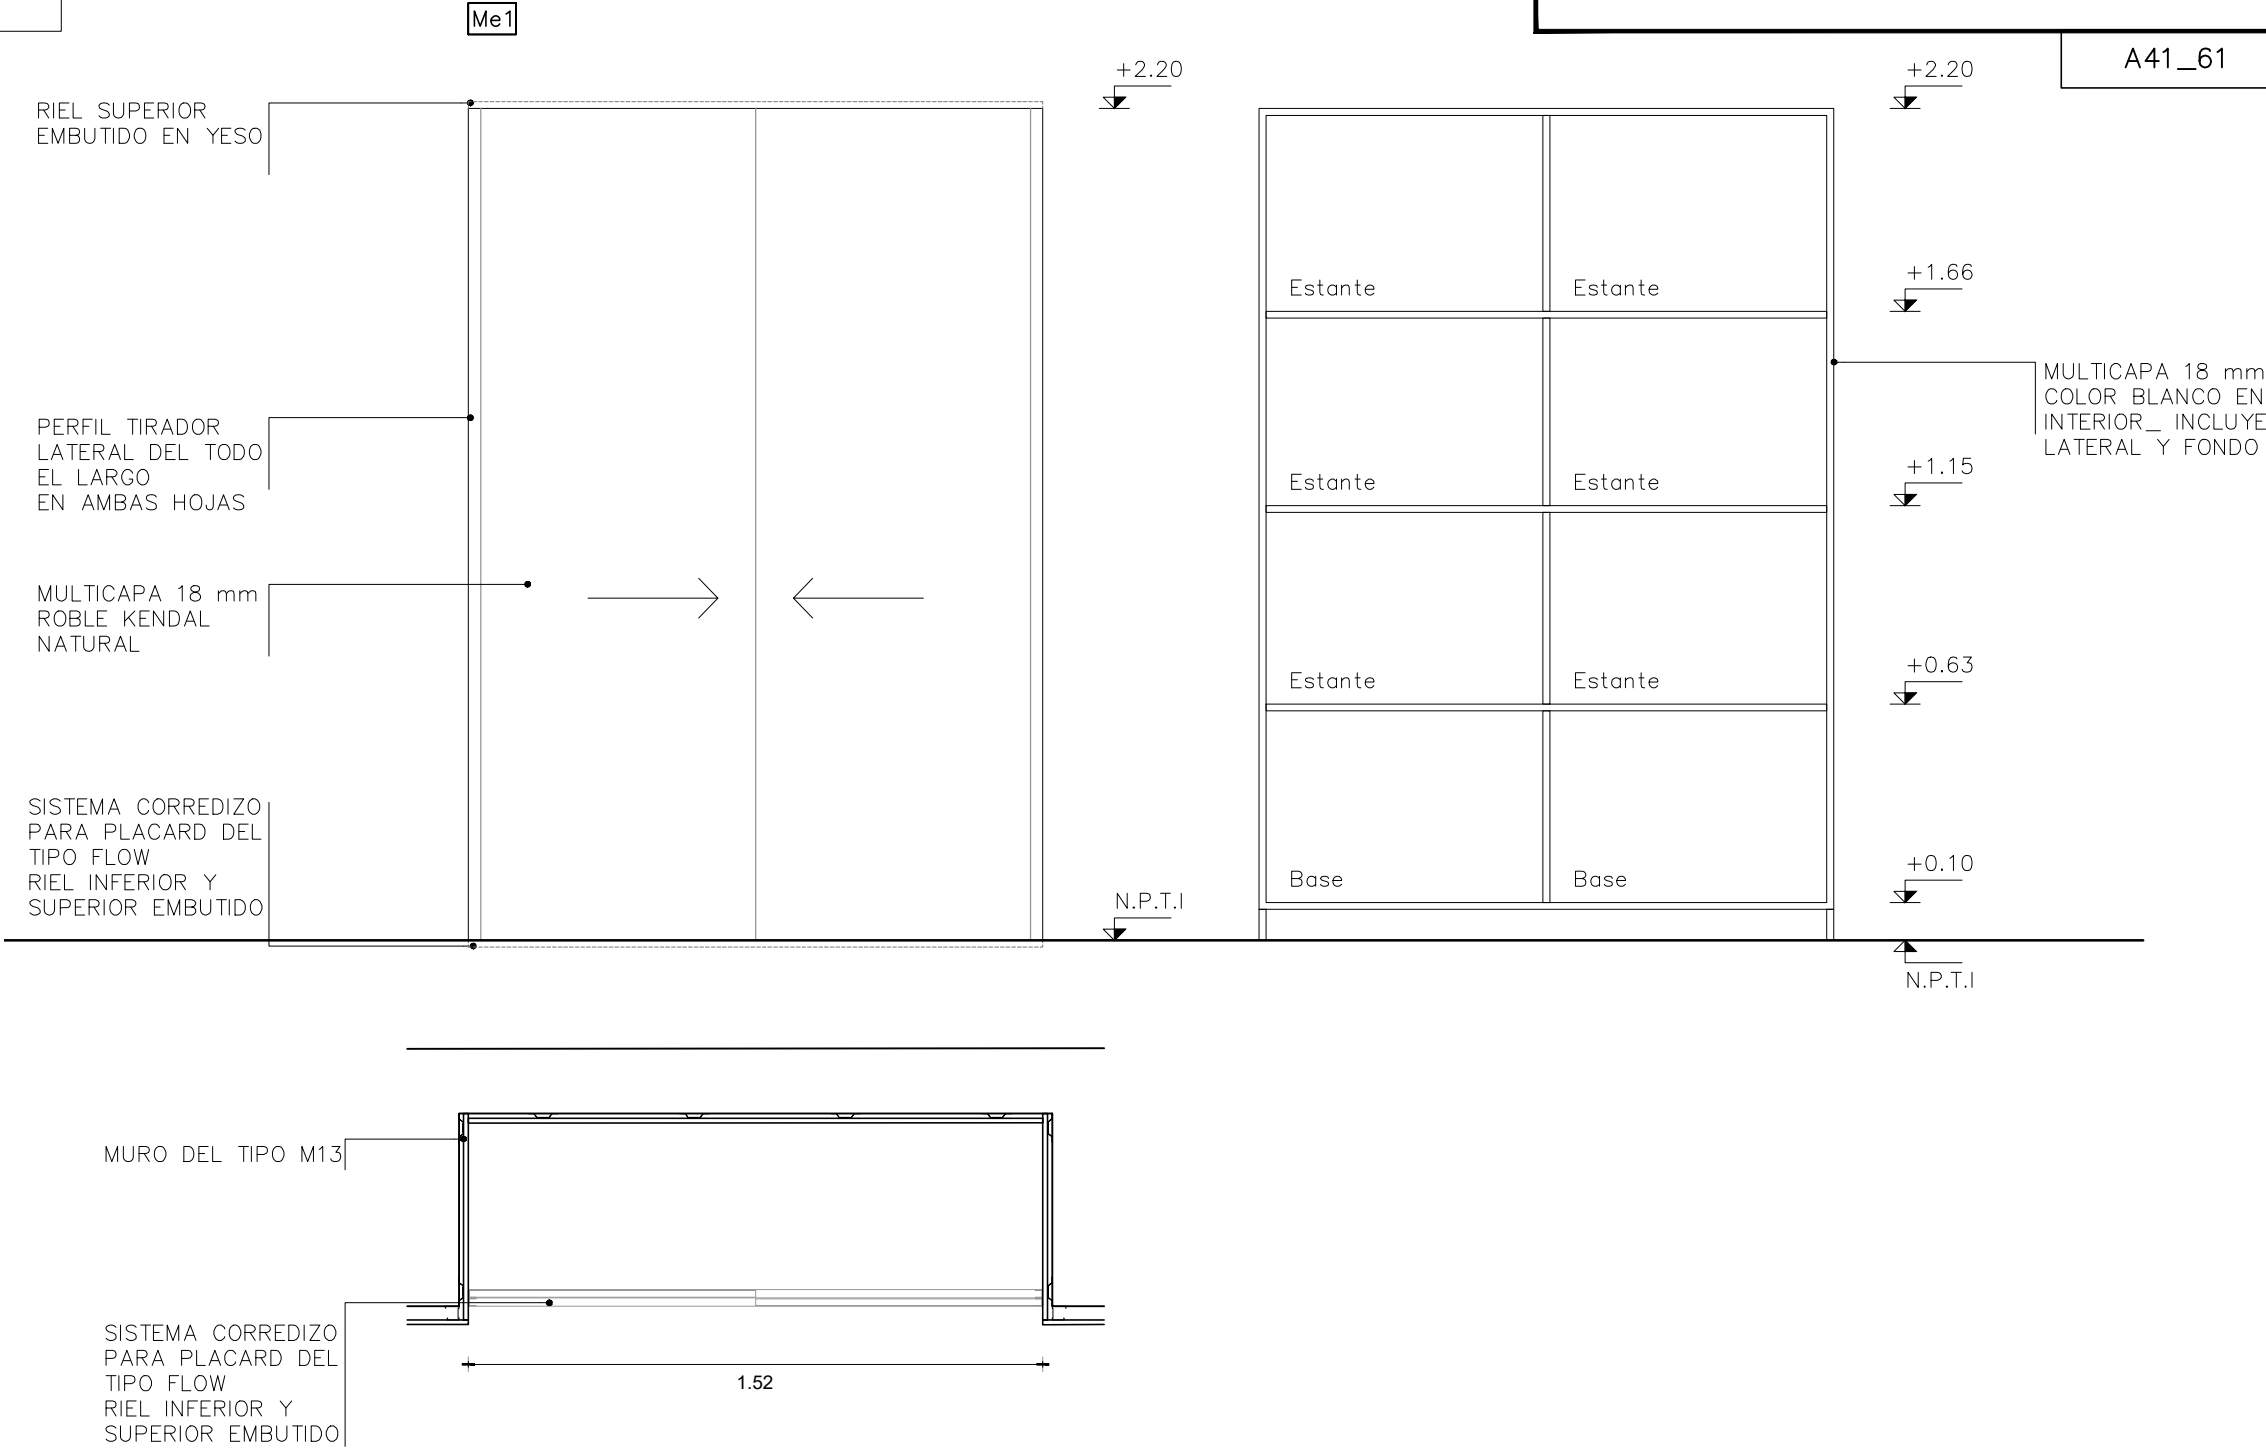 Me1
A41_61
+2.20
+2.20
RIEL SUPERIOR
EMBUTIDO EN YESO
+1.66
Estante
Estante
MULTICAPA 18 mm
COLOR BLANCO EN
INTERIOR_ INCLUYE
LATERAL Y FONDO
PERFIL TIRADOR
LATERAL DEL TODO
EL LARGO
EN AMBAS HOJAS
+1.15
Estante
Estante
MULTICAPA 18 mm
ROBLE KENDAL
NATURAL
+0.63
Estante
Estante
SISTEMA CORREDIZO
PARA PLACARD DEL
TIPO FLOW
RIEL INFERIOR Y
SUPERIOR EMBUTIDO
+0.10
Base
Base
N.P.T.I
N.P.T.I
MURO DEL TIPO M13
SISTEMA CORREDIZO
PARA PLACARD DEL
TIPO FLOW
RIEL INFERIOR Y
SUPERIOR EMBUTIDO
1.52